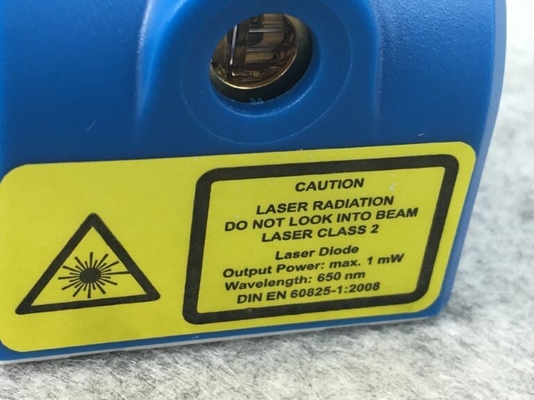 CAUTION
LASER RADIATION
DO NOT LOOK INTO BEAM
LASER CLASS 2
Laser Diode
Output Power: max. 1 mW
Wavelength: 650 nm
DIN EN 60825-1:2008